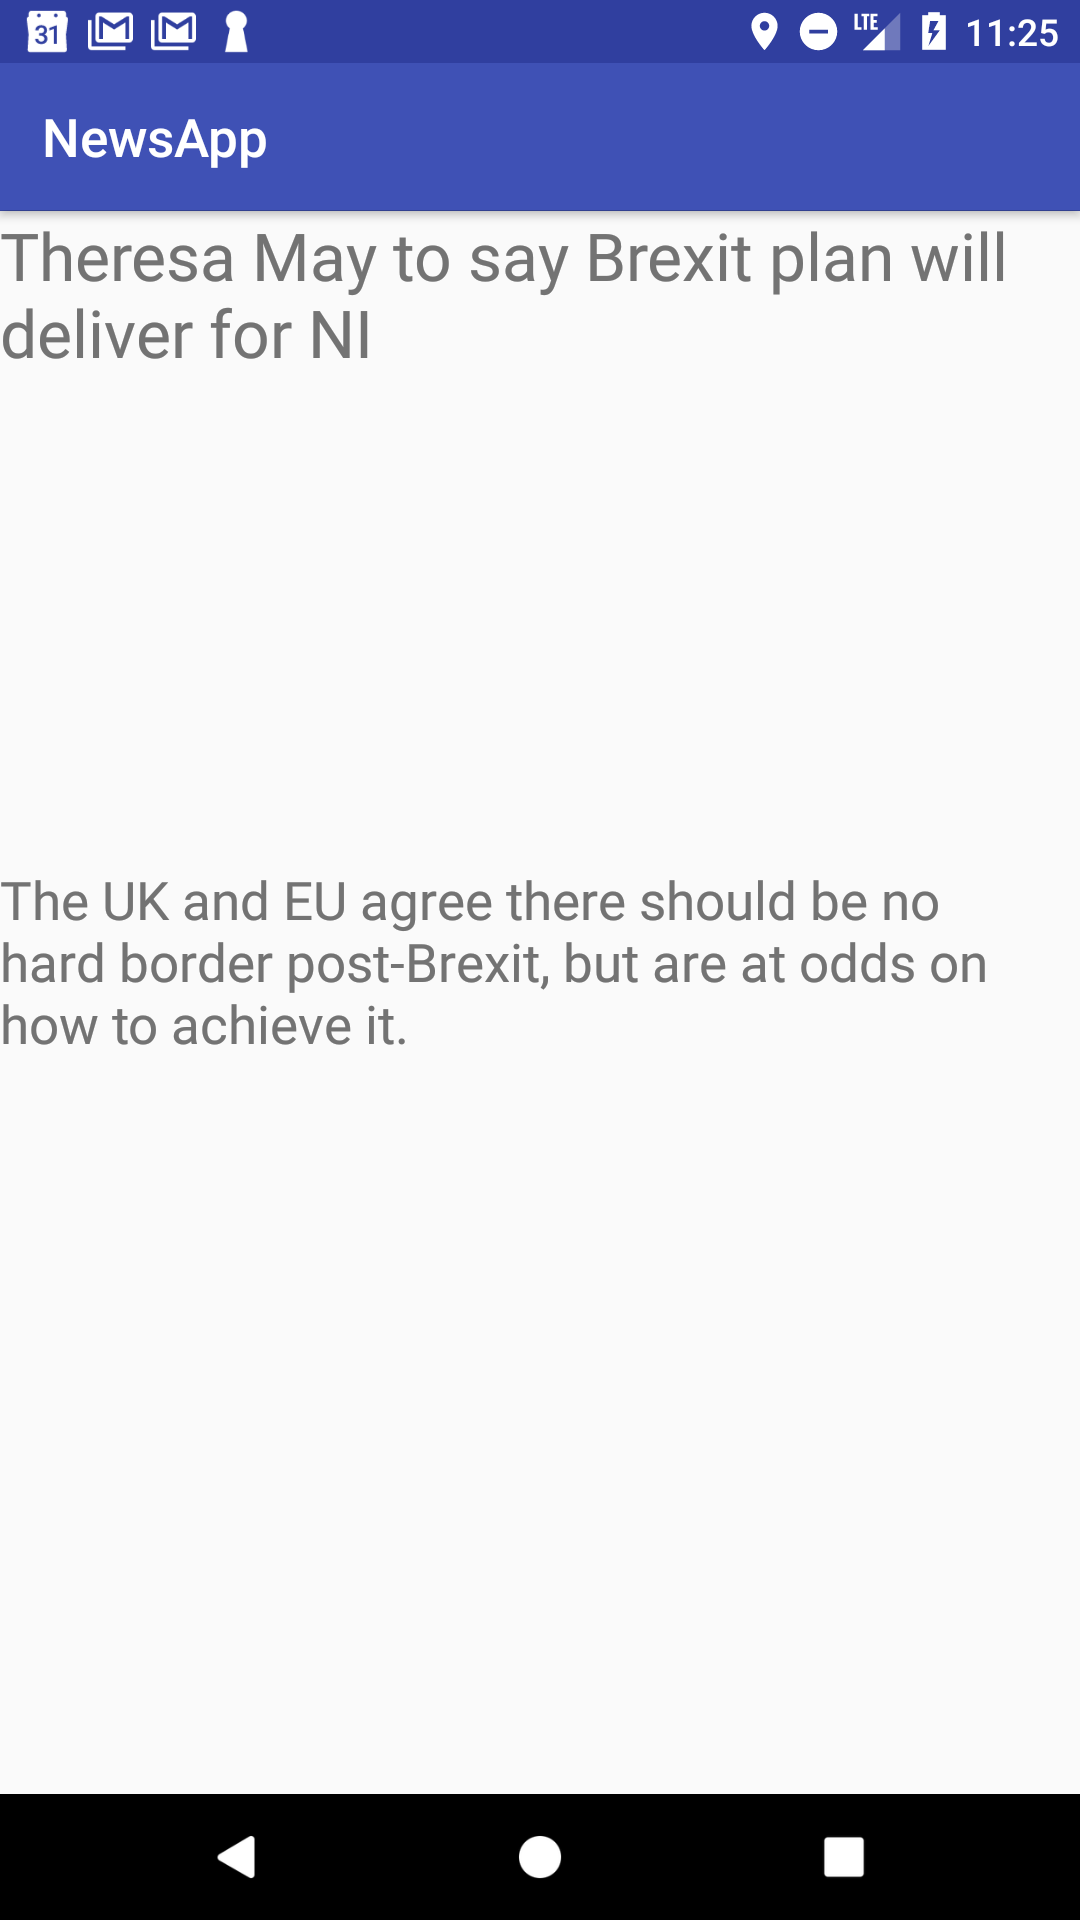 31 LTE 11:25
NewsApp
Theresa May to say Brexit plan will
deliver for NI
The UK and EU agree there should be no
hard border post-Brexit, but are at odds on
how to achieve it.